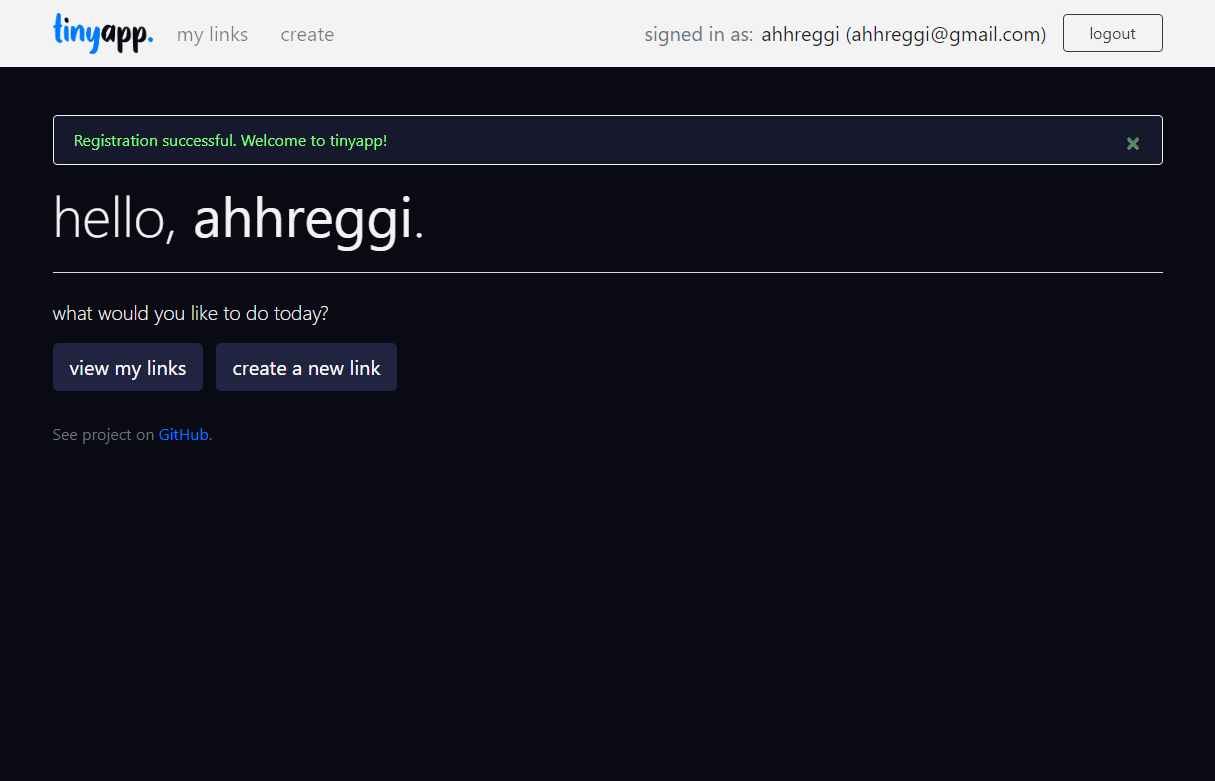 tinyapp. my links create signed in as: ahhreggi (ahhreggi@gmail.com) logout
Registration successful. Welcome to tinyapp! ×
hello, ahhreggi.
what would you like to do today?
view my links create a new link
See project on GitHub.